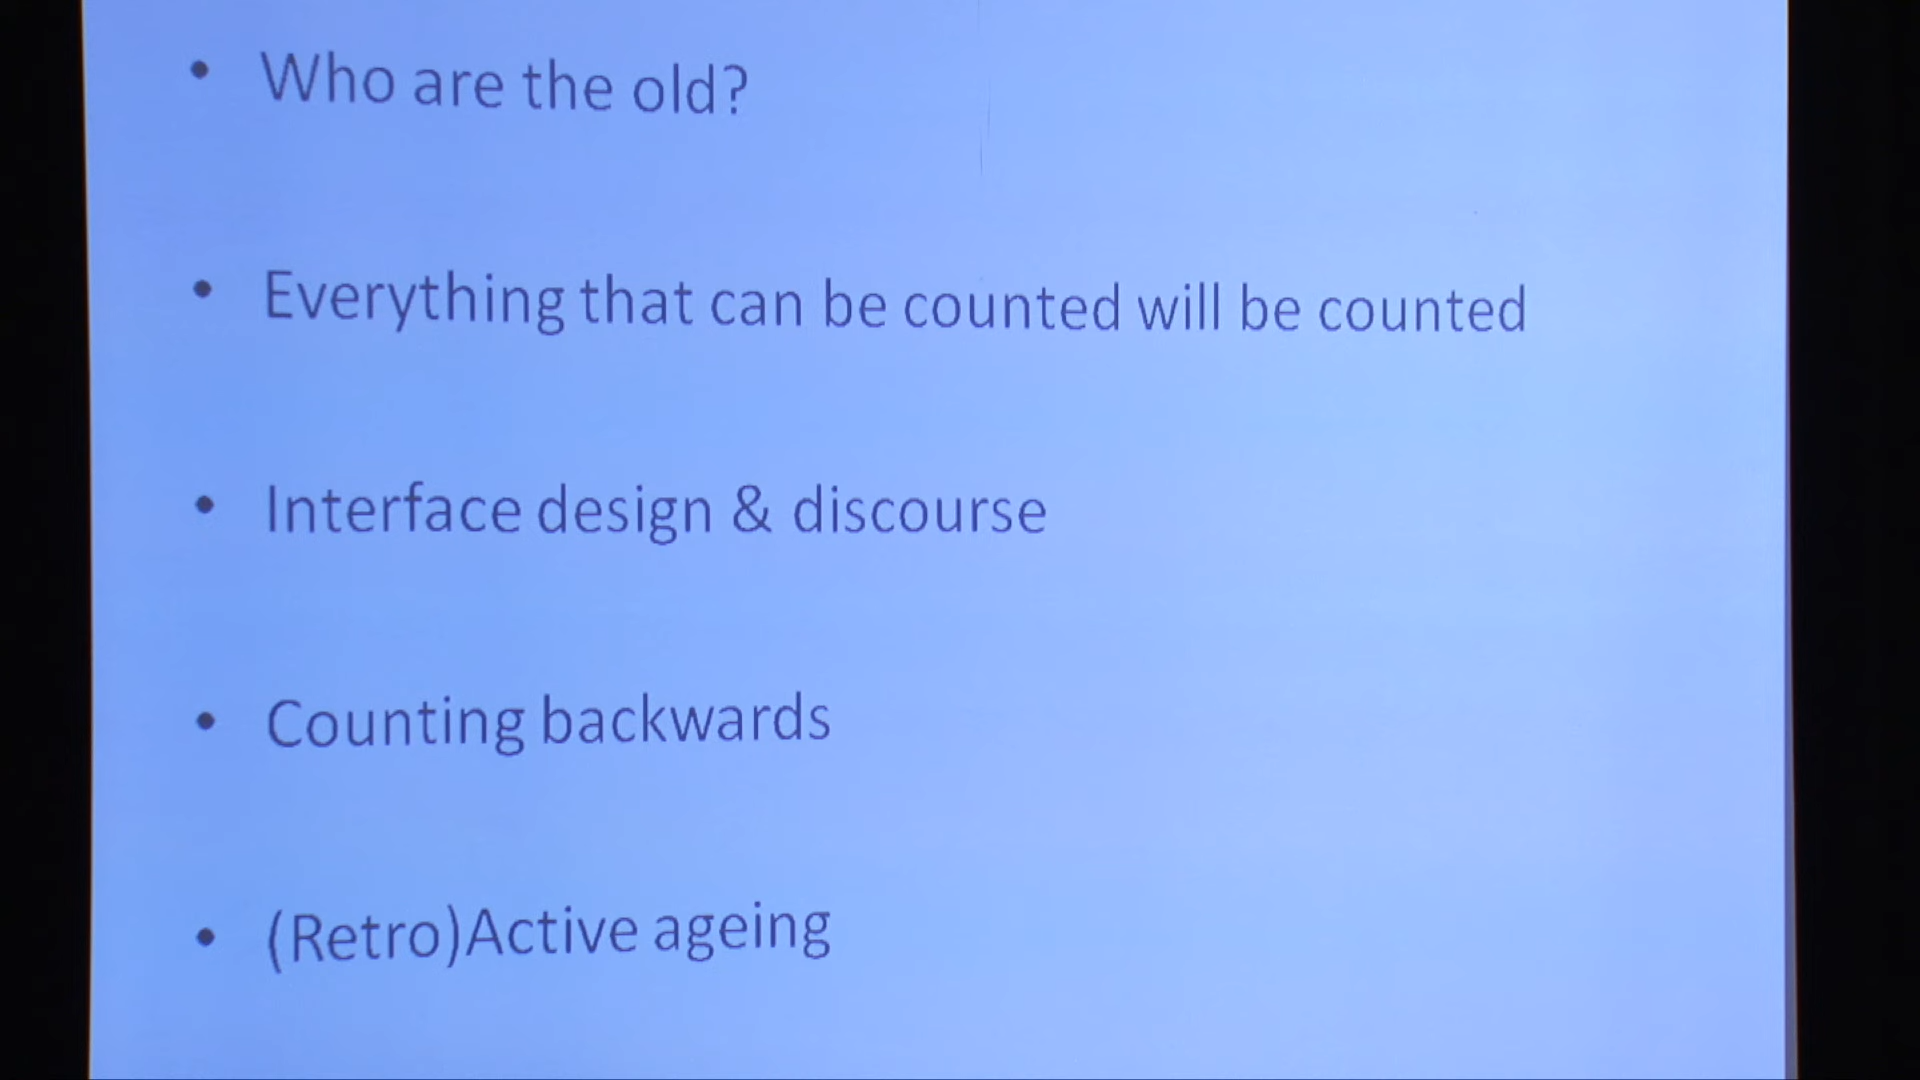 • Who are the old?
• Everything that can be counted will be counted
• Interface design & discourse
• Counting backwards
• (Retro)Active ageing